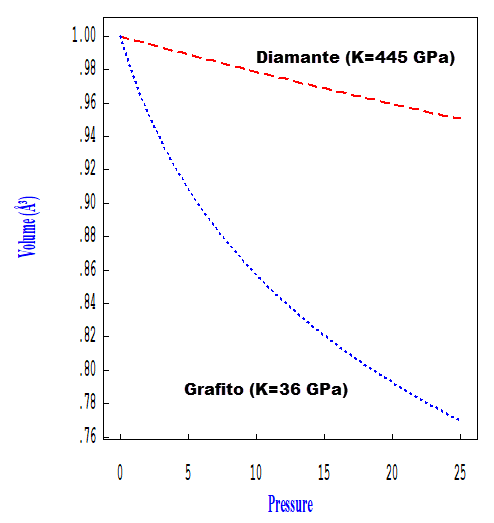 1.00
Diamante (K=445 GPa)
.98
.96
.94
.92
.90
Volume (Å³)
.88
.86
.84
.82
.80
Grafito (K=36 GPa)
.78
.76
0 5 10 15 20 25
Pressure